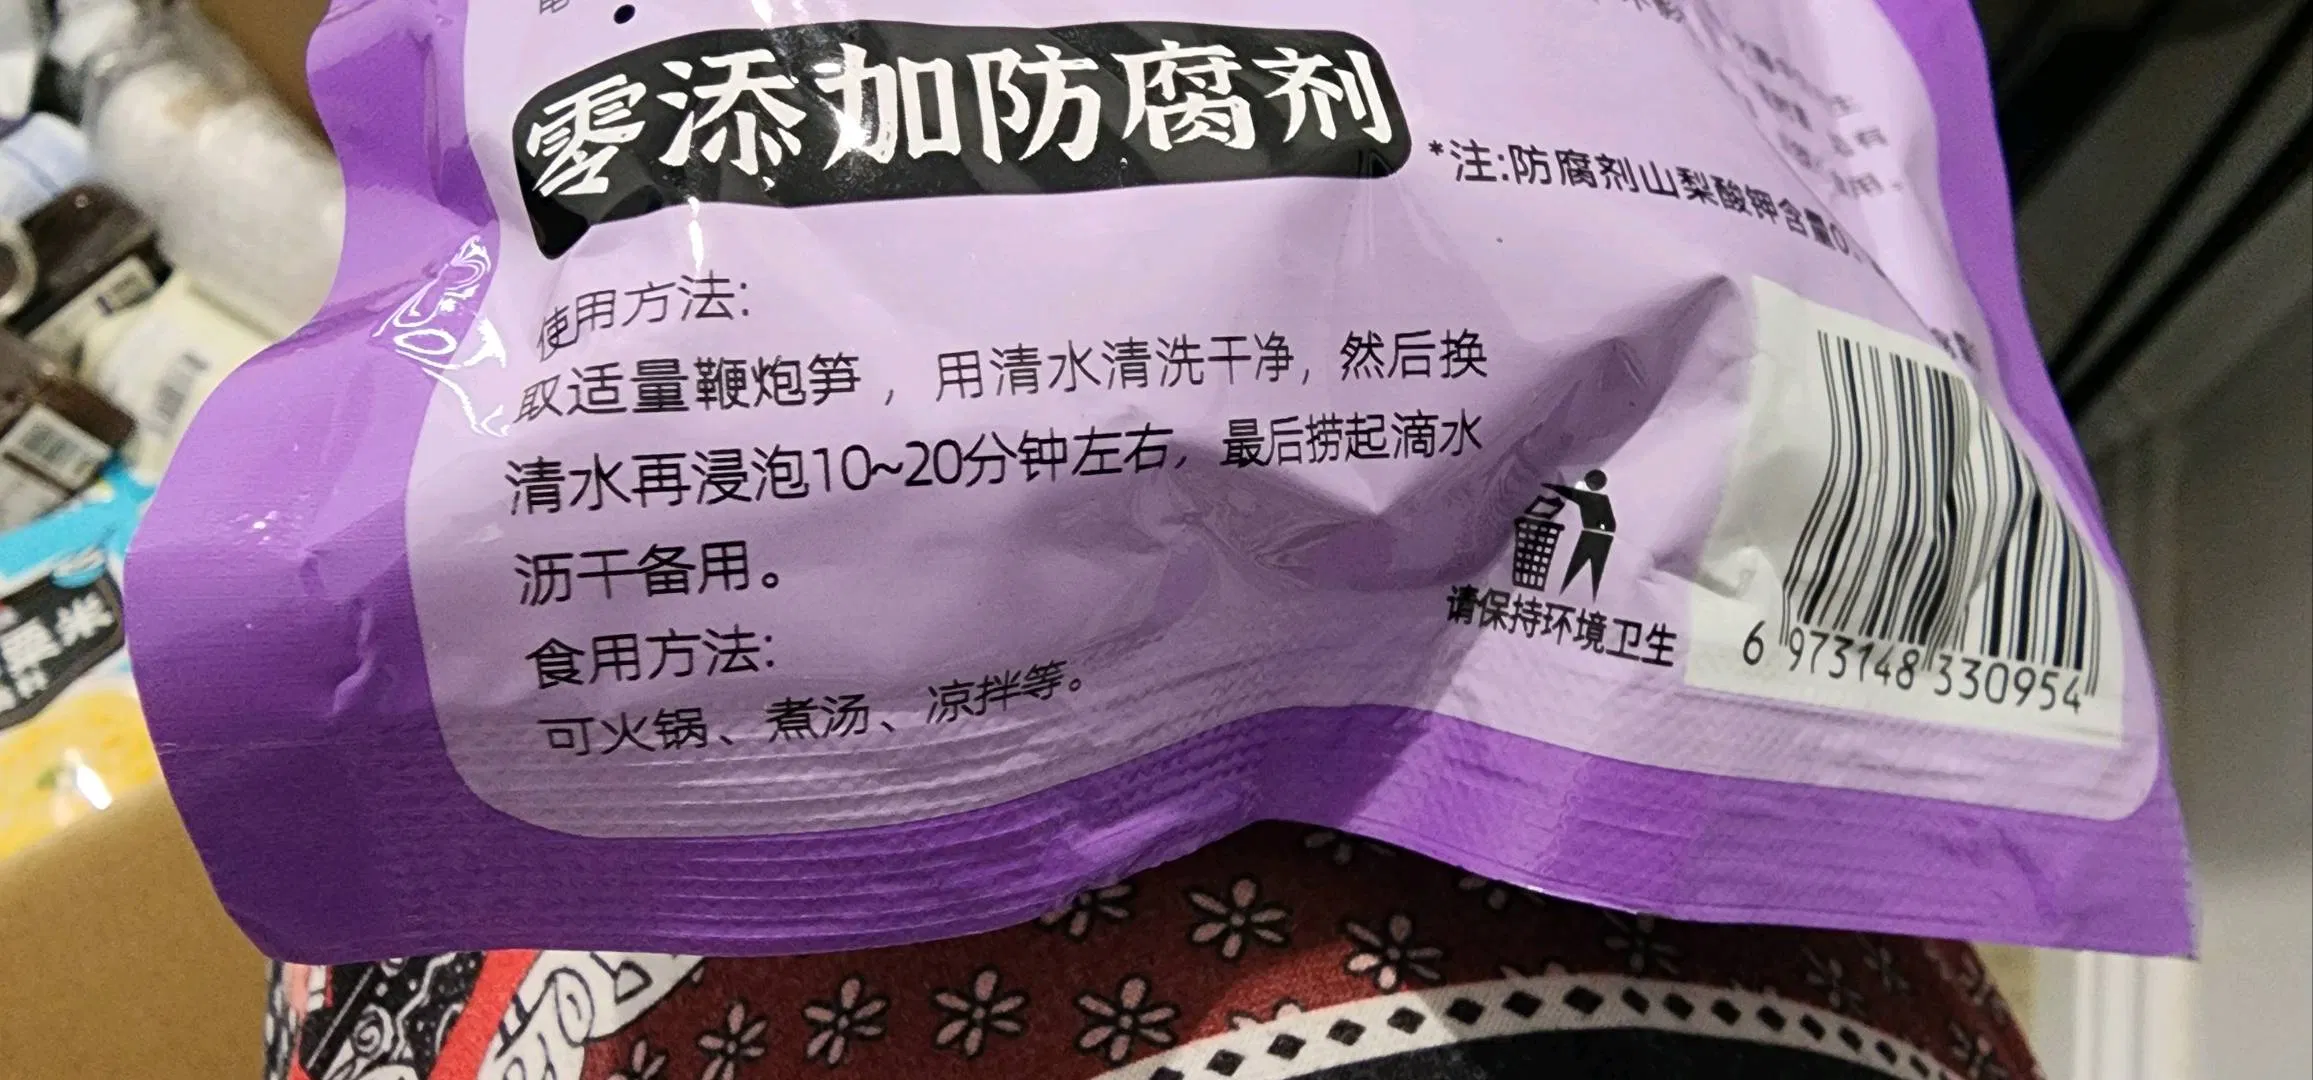 零添加防腐剂
*注:防腐剂山梨酸钾含量0.
使用方法:
取适量鞭炮笋，用清水清洗干净，然后换
清水再浸泡10~20分钟左右，最后捞起滴水
沥干备用。
食用方法:
可火锅、煮汤、凉拌等。
请保持环境卫生
6 973148 330954